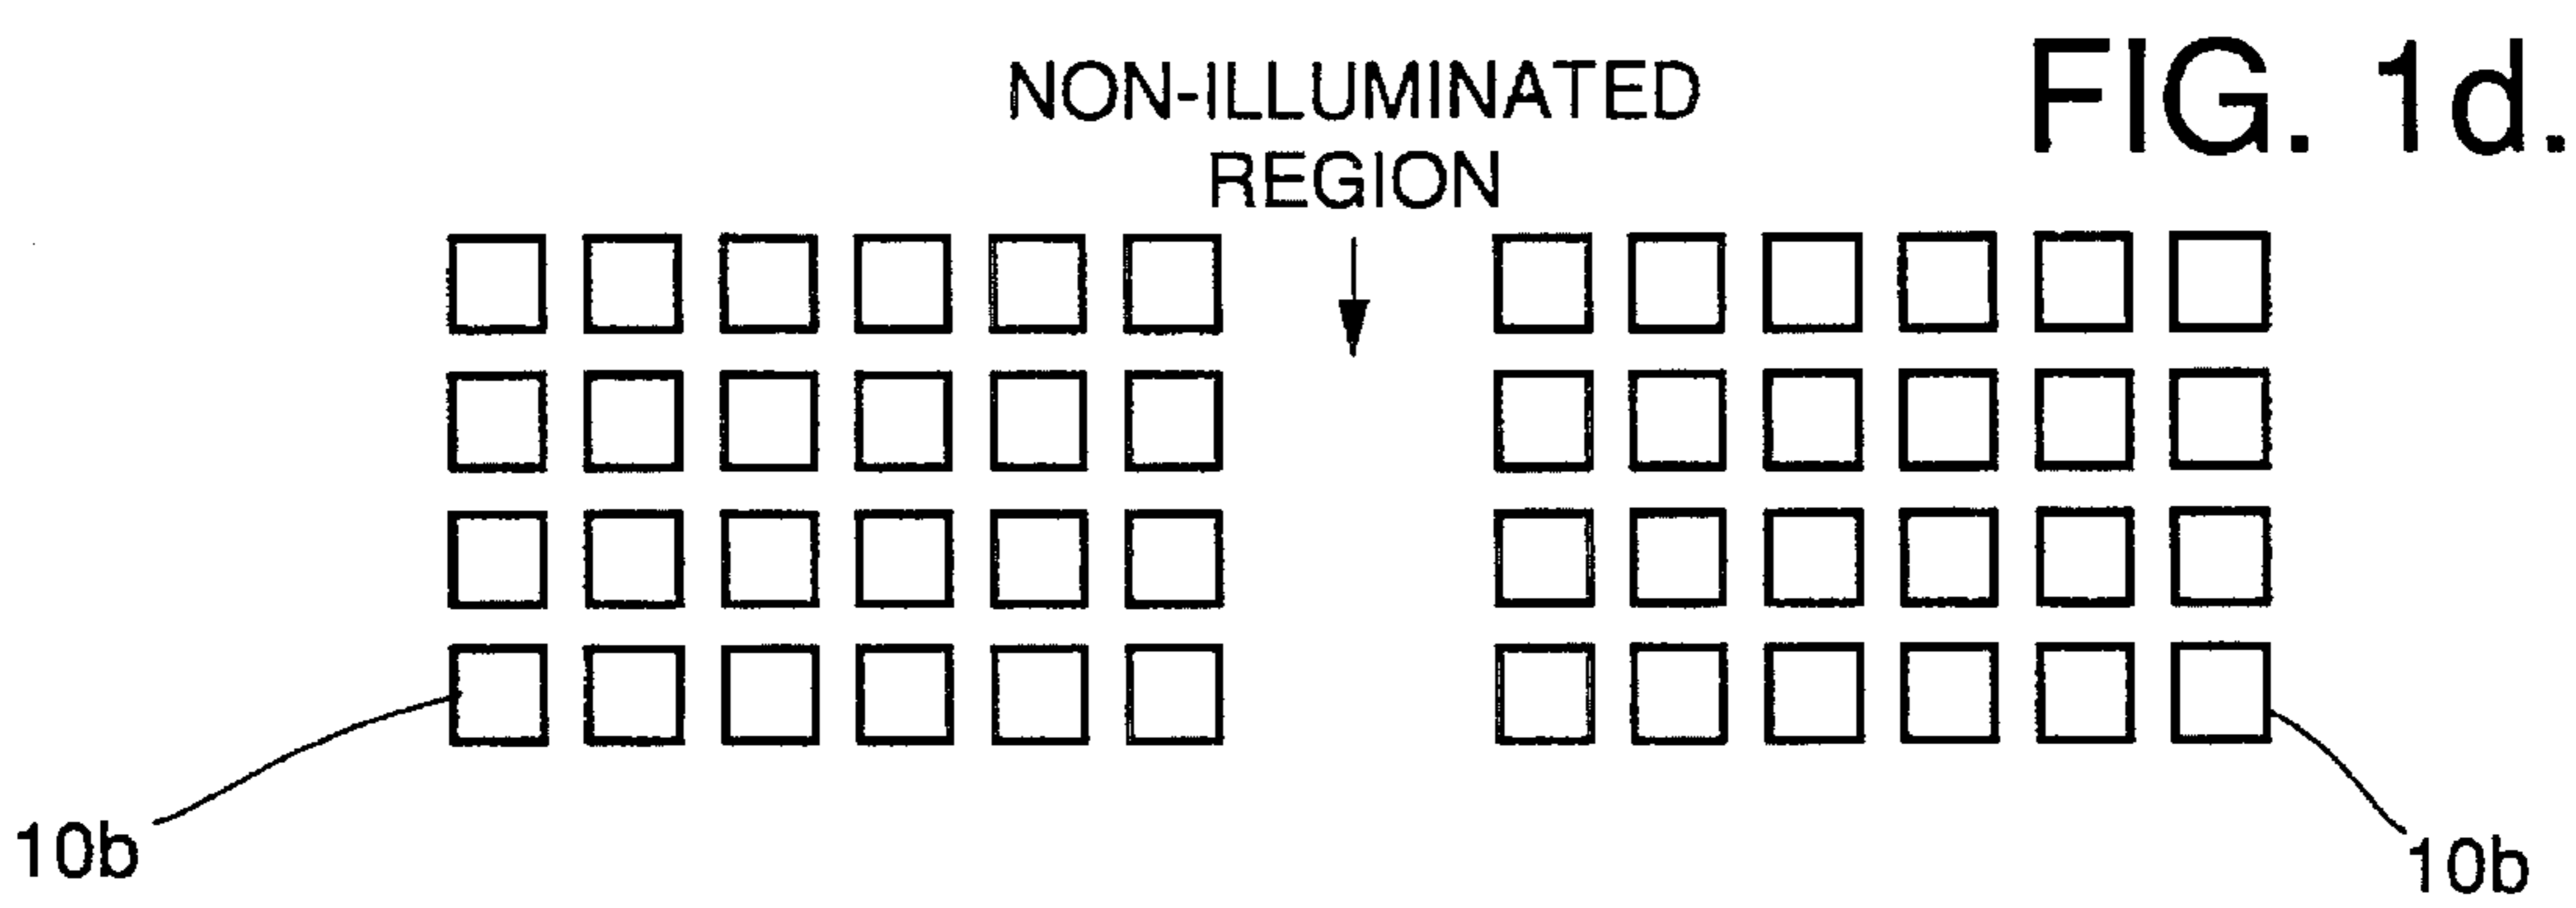 FIG. 1d.
NON-ILLUMINATED
REGION
10b
10b